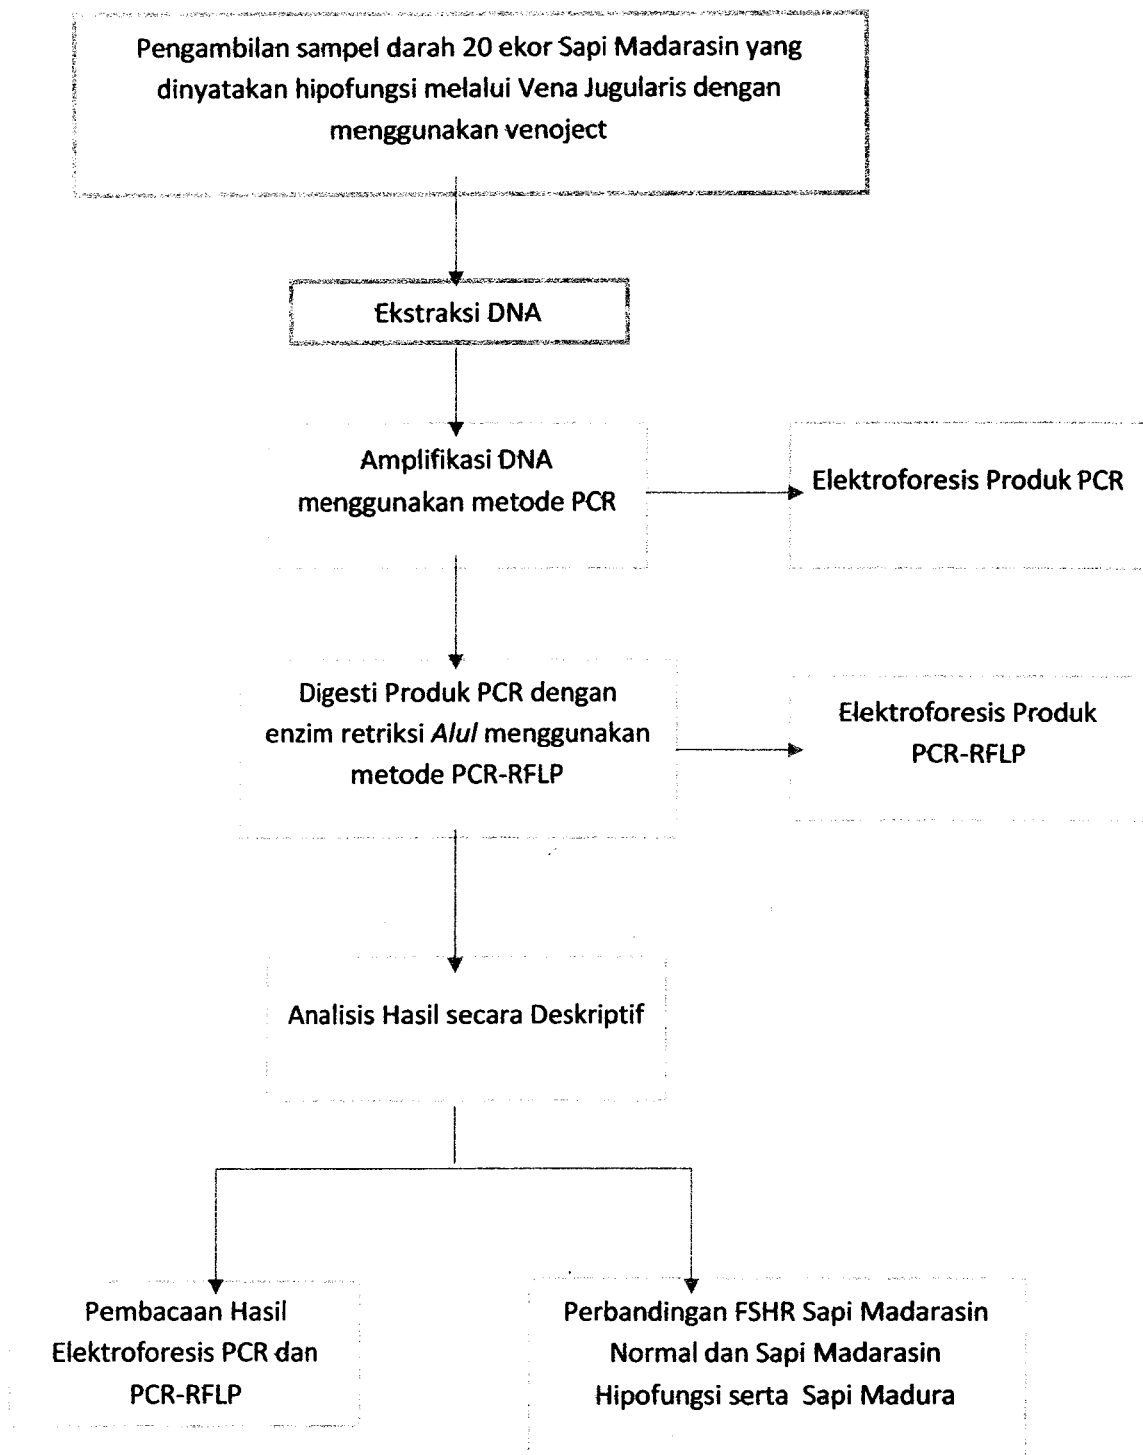 Pengambilan sampel darah 20 ekor Sapi Madarasin yang
dinyatakan hipofungsi melalui Vena Jugularis dengan
menggunakan venoject
Ekstraksi DNA
Amplifikasi DNA
menggunakan metode PCR
Elektroforesis Produk PCR
Digesti Produk PCR dengan
enzim retriksi AluI menggunakan
metode PCR-RFLP
Elektroforesis Produk
PCR-RFLP
Analisis Hasil secara Deskriptif
Pembacaan Hasil
Elektroforesis PCR dan
PCR-RFLP
Perbandingan FSHR Sapi Madarasin
Normal dan Sapi Madarasin
Hipofungsi serta Sapi Madura